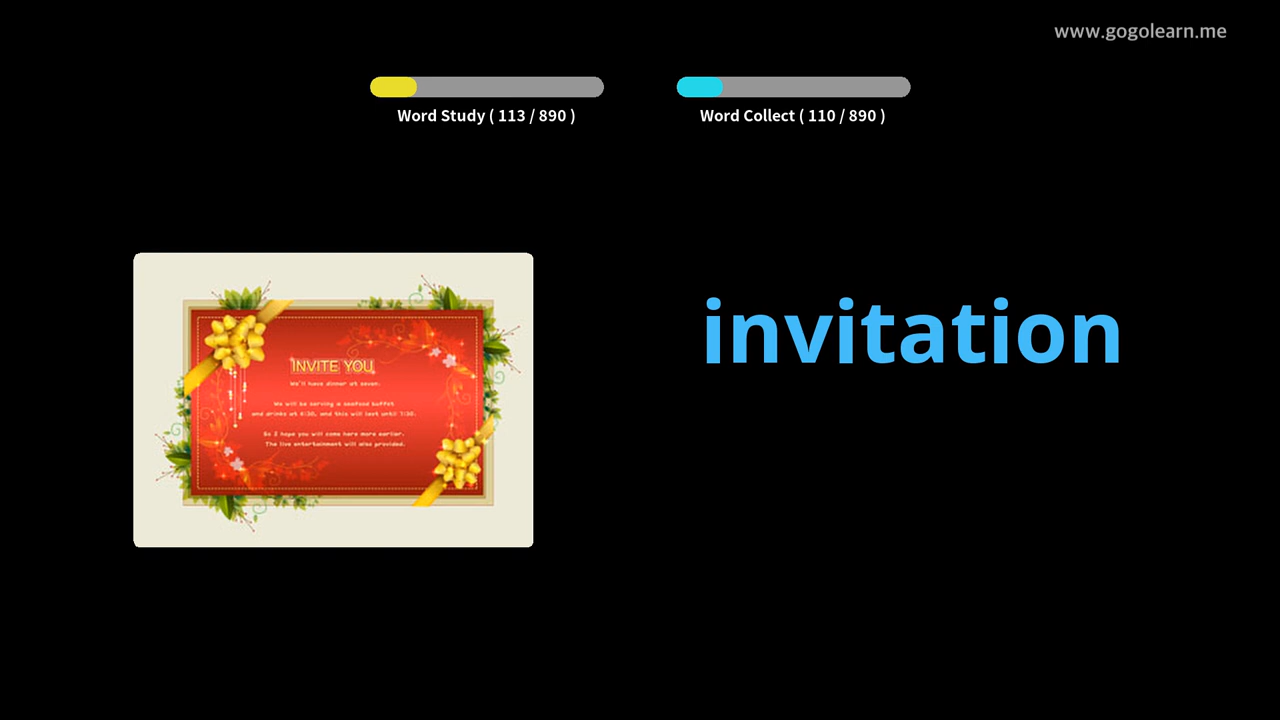 www.gogolearn.me
Word Study ( 113 / 890 )
Word Collect ( 110 / 890 )
INVITE YOU
We'll have dinner at seven.
We will be serving a seafood buffet
and drinks at 6:30, and this will last until 7:30.
So I hope you will come here more earlier.
The live entertainment will also provided.
invitation